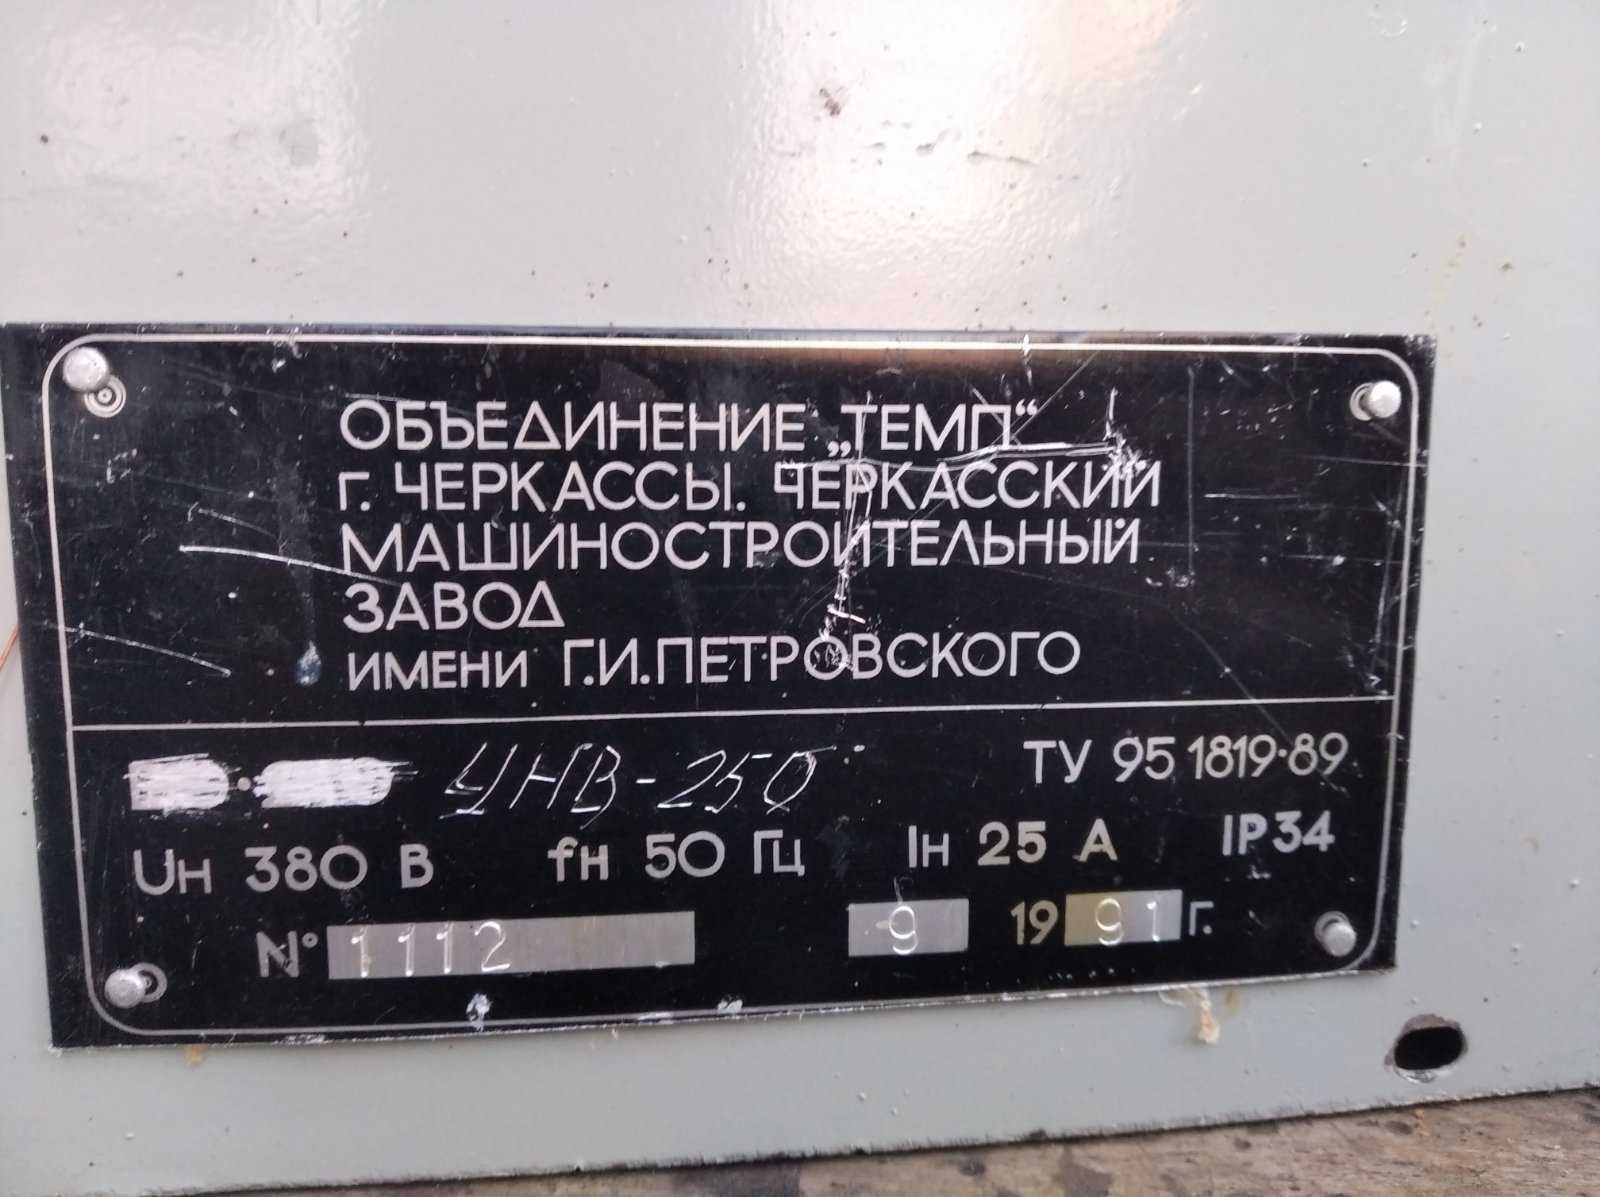 ОБЪЕДИНЕНИЕ „ТЕМП“
г. ЧЕРКАССЫ. ЧЕРКАССКИЙ
МАШИНОСТРОИТЕЛЬНЫЙ
ЗАВОД
ИМЕНИ Г.И.ПЕТРОВСКОГО
УНВ-250 ТУ 95 1819-89
Uн 380 В fн 50 Гц Iн 25 А IP34
№ 1112 9 1991 г.